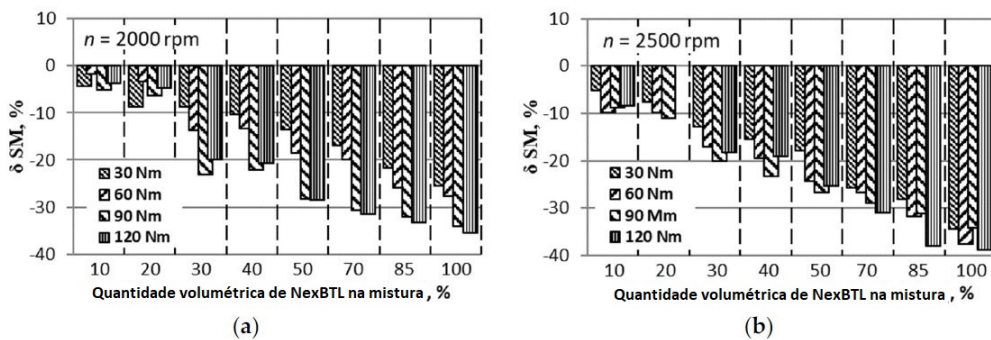 n = 2000 rpm
δ SM, %
10
0
-10
-20
-30
-40
30 Nm
60 Nm
90 Nm
120 Nm
10 20 30 40 50 70 85 100
Quantidade volumétrica de NexBTL na mistura , %
(a)
n = 2500 rpm
δ SM, %
10
0
-10
-20
-30
-40
30 Nm
60 Nm
90 Mm
120 Nm
10 20 30 40 50 70 85 100
Quantidade volumétrica de NexBTL na mistura , %
(b)